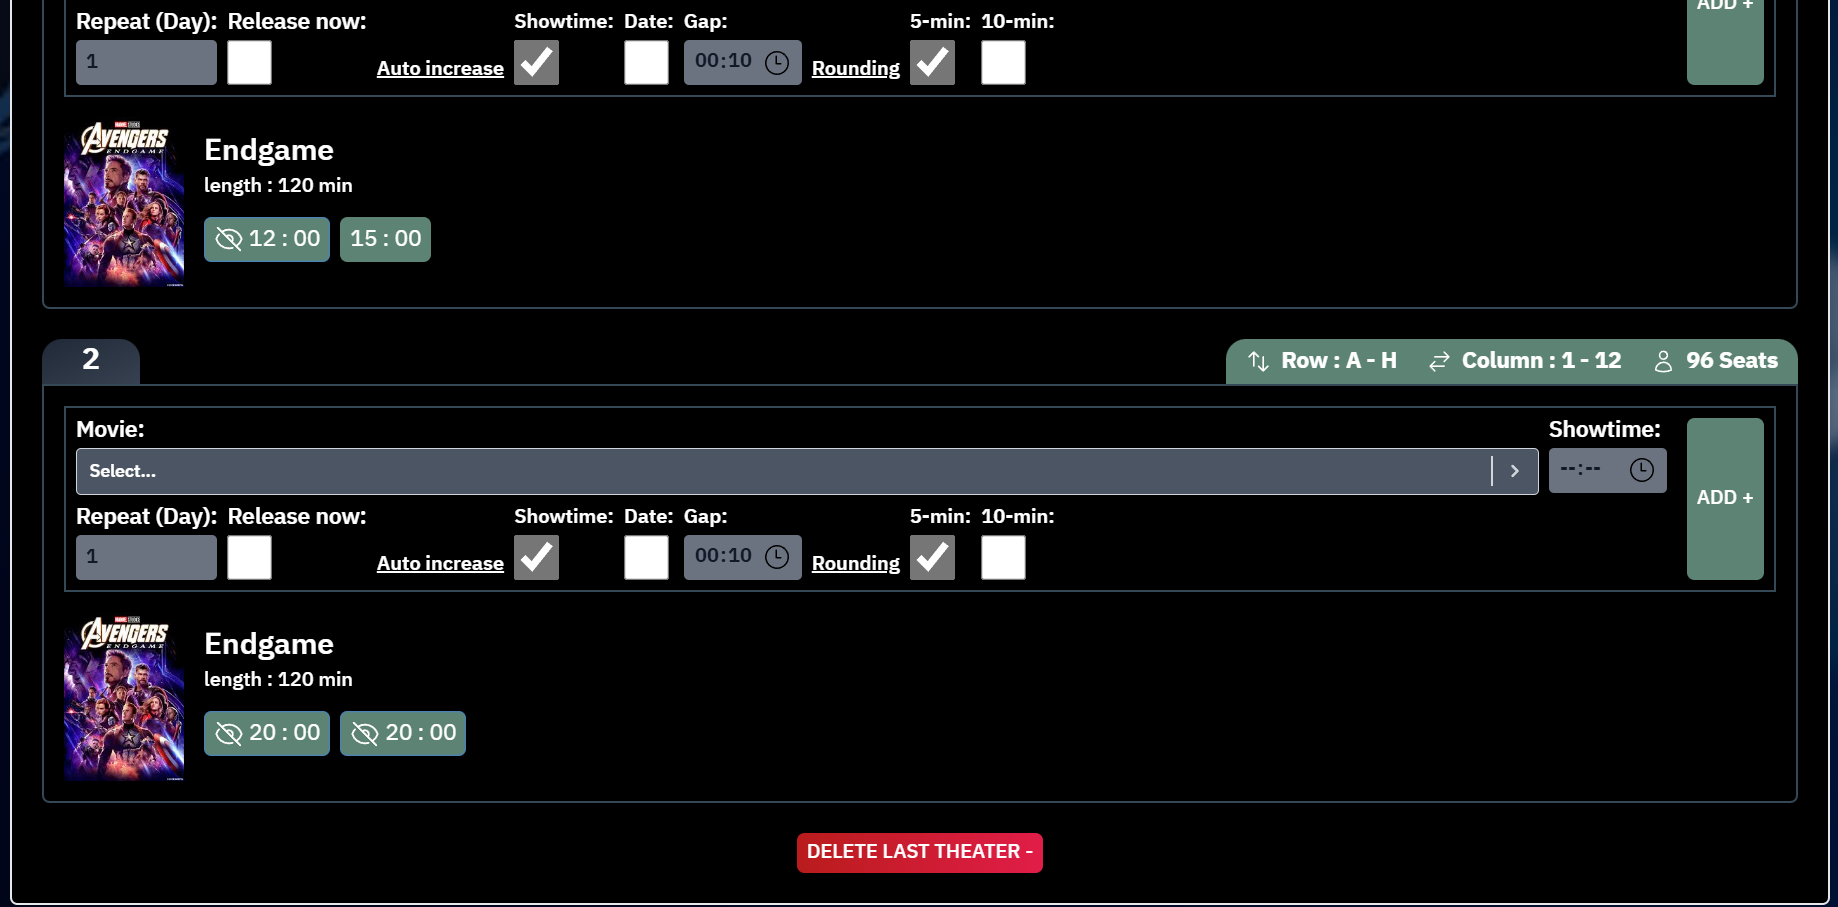 ADD +
Repeat (Day): Release now: Showtime: Date: Gap: 5-min: 10-min:
1 Auto increase 00:10 Rounding
AVENGERS
ENDGAME
Endgame
length : 120 min
12 : 00 15 : 00
2 Row : A - H Column : 1 - 12 96 Seats
Movie: Showtime:
Select... --:--
ADD +
Repeat (Day): Release now: Showtime: Date: Gap: 5-min: 10-min:
1 Auto increase 00:10 Rounding
AVENGERS
ENDGAME
Endgame
length : 120 min
20 : 00 20 : 00
DELETE LAST THEATER -